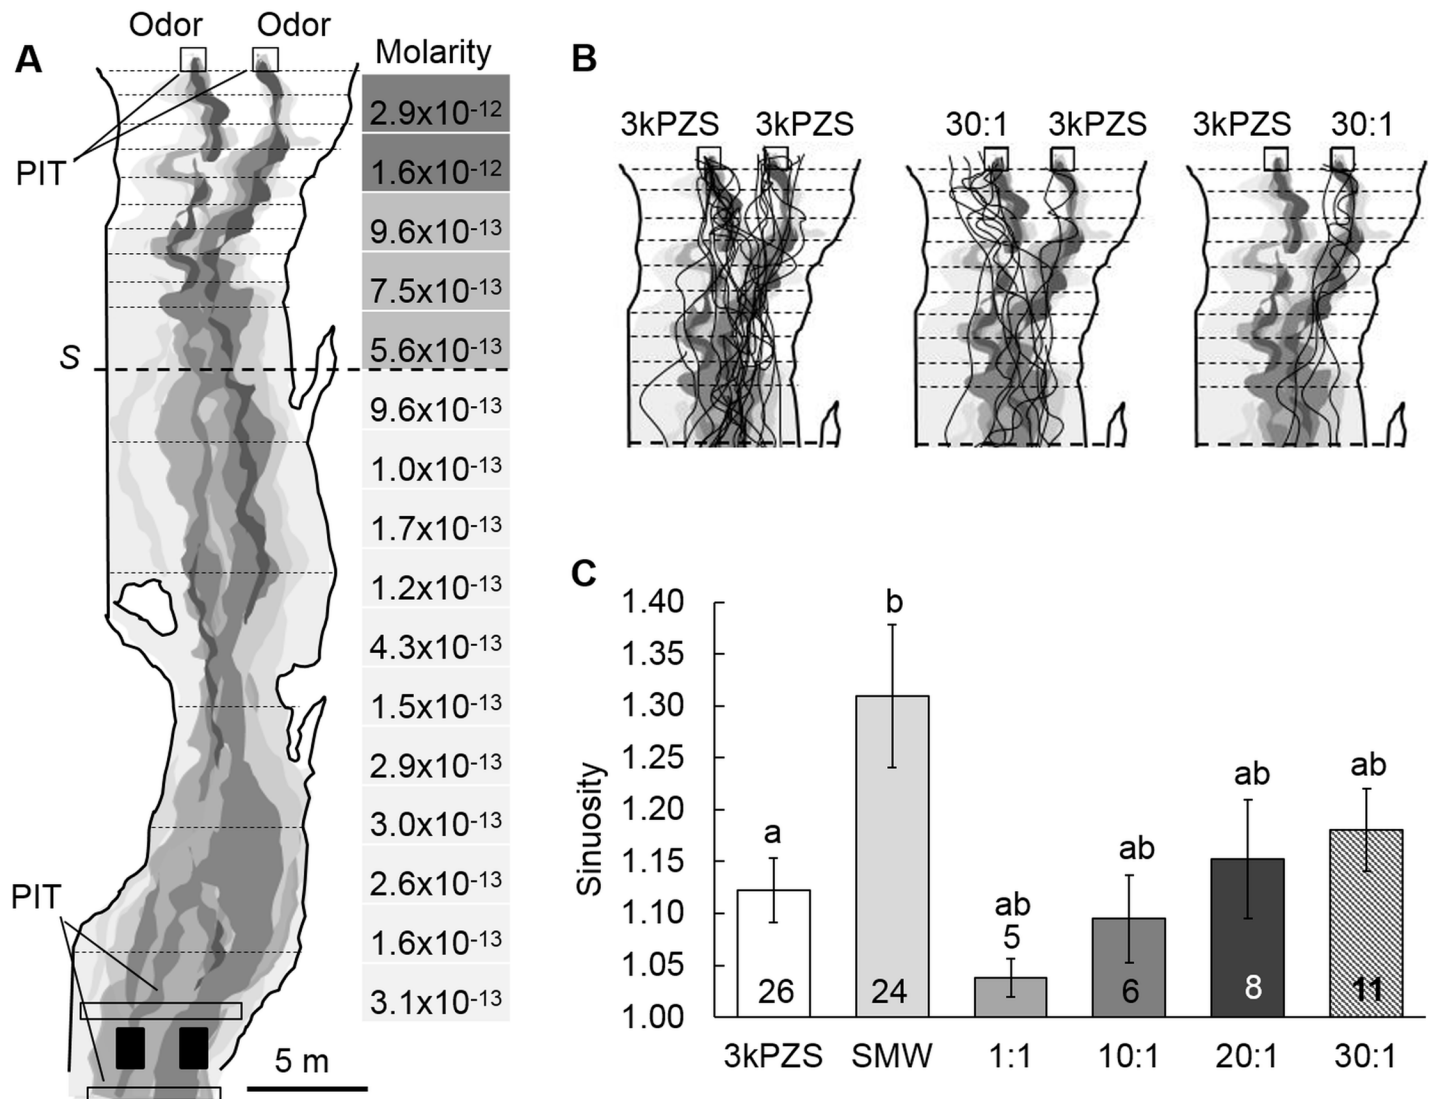 A
Odor Odor
Molarity
PIT
2.9x10-12
1.6x10-12
9.6x10-13
7.5x10-13
5.6x10-13
S
9.6x10-13
1.0x10-13
1.7x10-13
1.2x10-13
4.3x10-13
1.5x10-13
2.9x10-13
3.0x10-13
2.6x10-13
1.6x10-13
3.1x10-13
PIT
5 m
B
3kPZS 3kPZS 30:1 3kPZS 3kPZS 30:1
C
Sinuosity
1.40
1.35
1.30
1.25
1.20
1.15
1.10
1.05
1.00
a b ab ab ab ab
26 24 5 6 8 11
3kPZS SMW 1:1 10:1 20:1 30:1